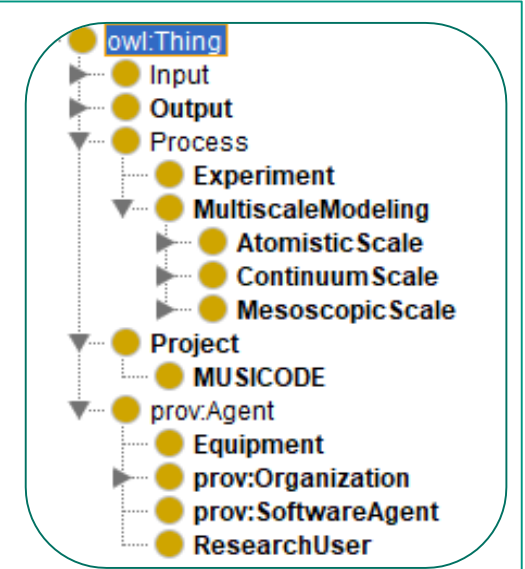 owl:Thing
Input
Output
Process
Experiment
MultiscaleModeling
AtomisticScale
ContinuumScale
MesoscopicScale
Project
MUSICODE
prov:Agent
Equipment
prov:Organization
prov:SoftwareAgent
ResearchUser